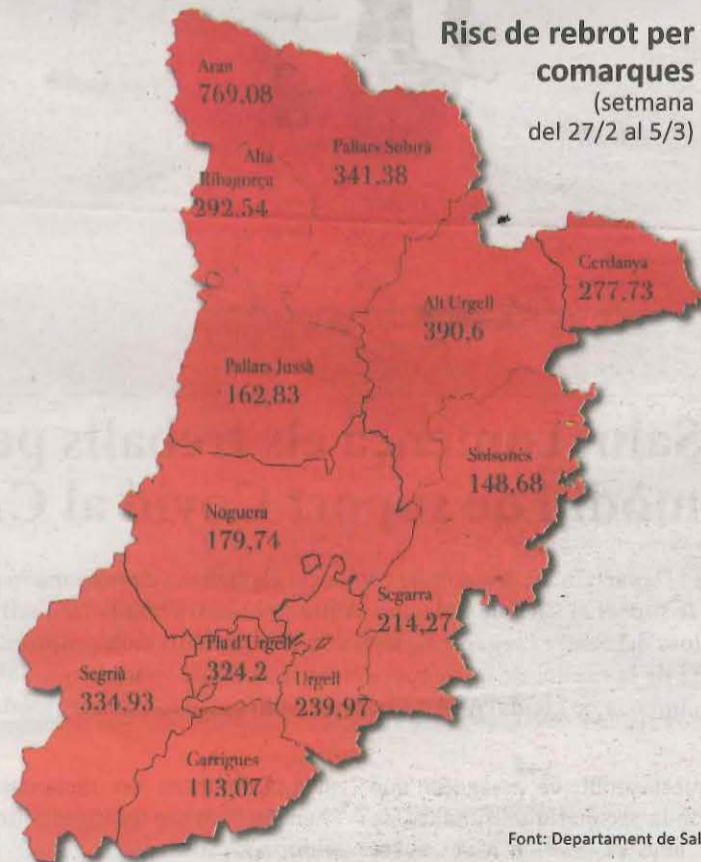 Risc de rebrot per
comarques
(setmana
del 27/2 al 5/3)
Aran
769,08
Pallars Sobirà
341,38
Alta
Ribagorça
292,54
Cerdanya
277,73
Alt Urgell
390,6
Pallars Jussà
162,83
Solsonès
148,68
Noguera
179,74
Segarra
214,27
Pla d'Urgell
324,2
Segrià
334,93
Urgell
239,97
Garrigues
113,07
Font: Departament de Sal